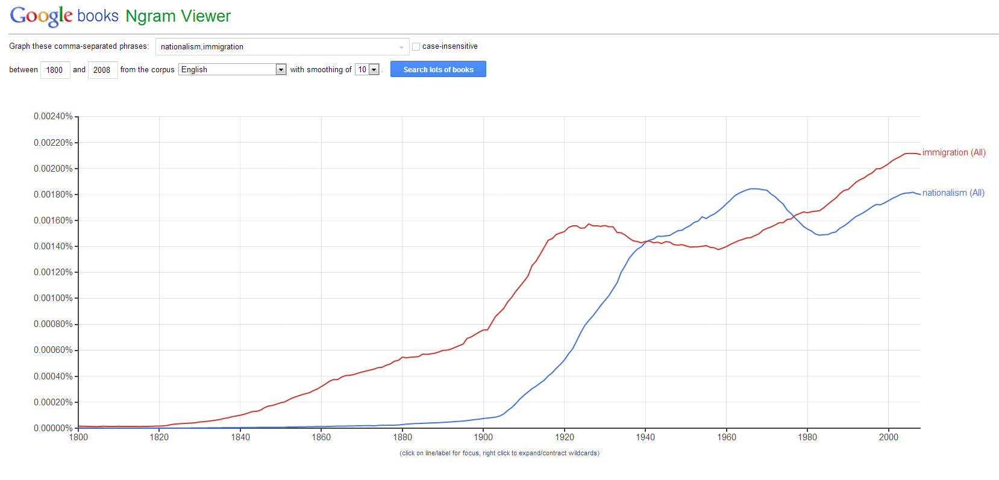 Google books Ngram Viewer
Graph these comma-separated phrases: nationalism,immigration case-insensitive
between 1800 and 2008 from the corpus English with smoothing of 10 . Search lots of books
0.00240%
0.00220%
immigration (All)
0.00200%
0.00180%
nationalism (All)
0.00160%
0.00140%
0.00120%
0.00100%
0.00080%
0.00060%
0.00040%
0.00020%
0.00000%
1800 1820 1840 1860 1880 1900 1920 1940 1960 1980 2000
(click on line/label for focus, right click to expand/contract wildcards)